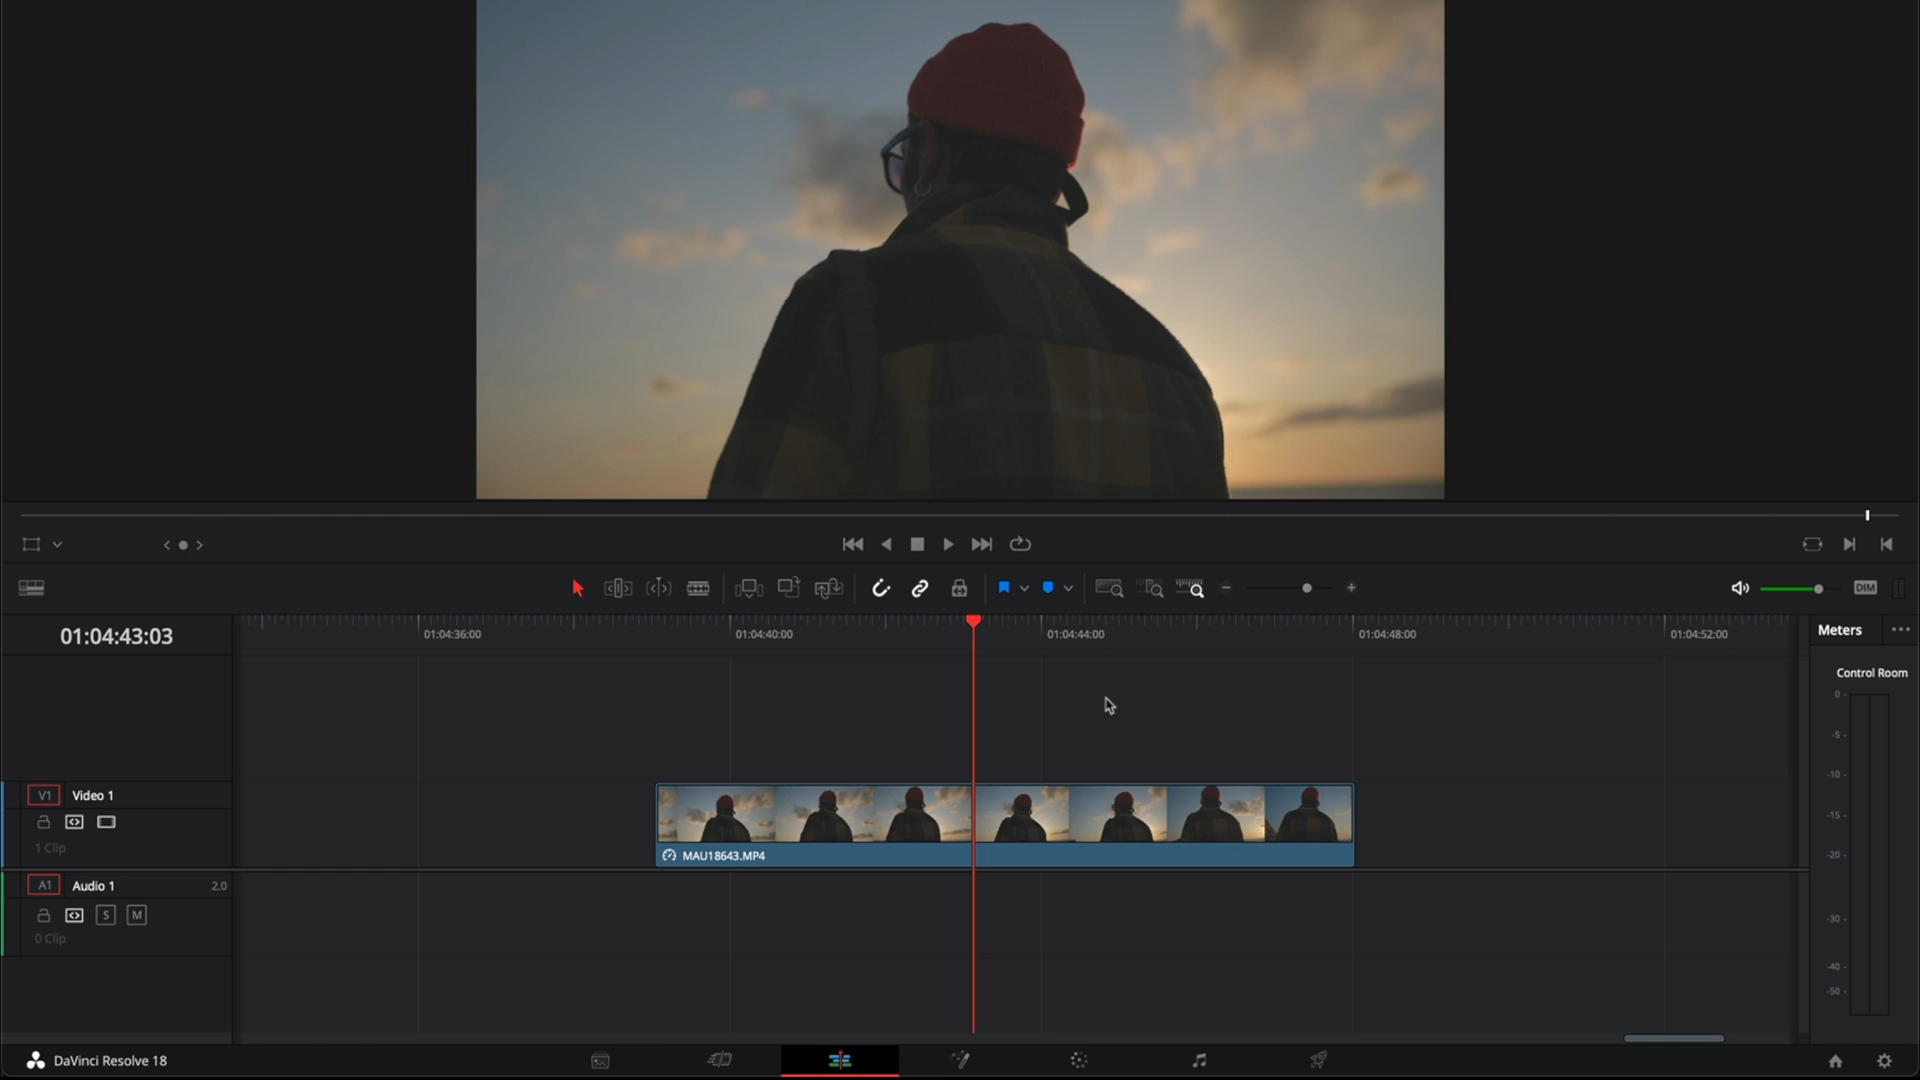 DIM
01:04:43:03
01:04:36:00
01:04:40:00
01:04:44:00
01:04:48:00
01:04:52:00
Meters
Control Room
0
-5
-10
-15
-20
-30
-40
-50
V1 Video 1
1 Clip
MAU18643.MP4
A1 Audio 1 2.0
S M
0 Clip
DaVinci Resolve 18